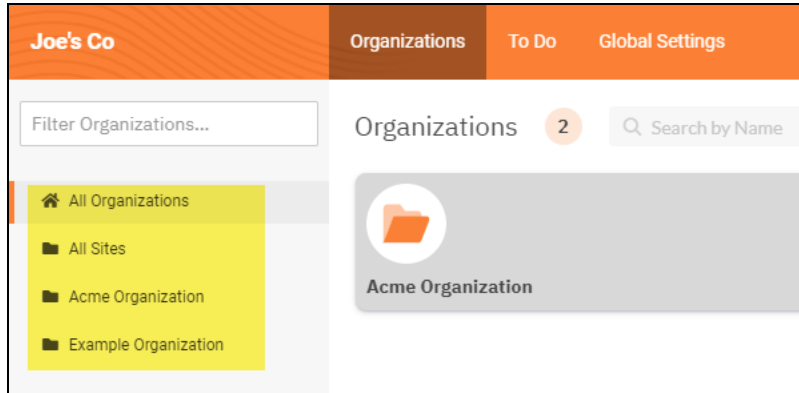 Joe's Co
Organizations To Do Global Settings
Filter Organizations...
Organizations 2 Search by Name
All Organizations
All Sites
Acme Organization
Example Organization
Acme Organization